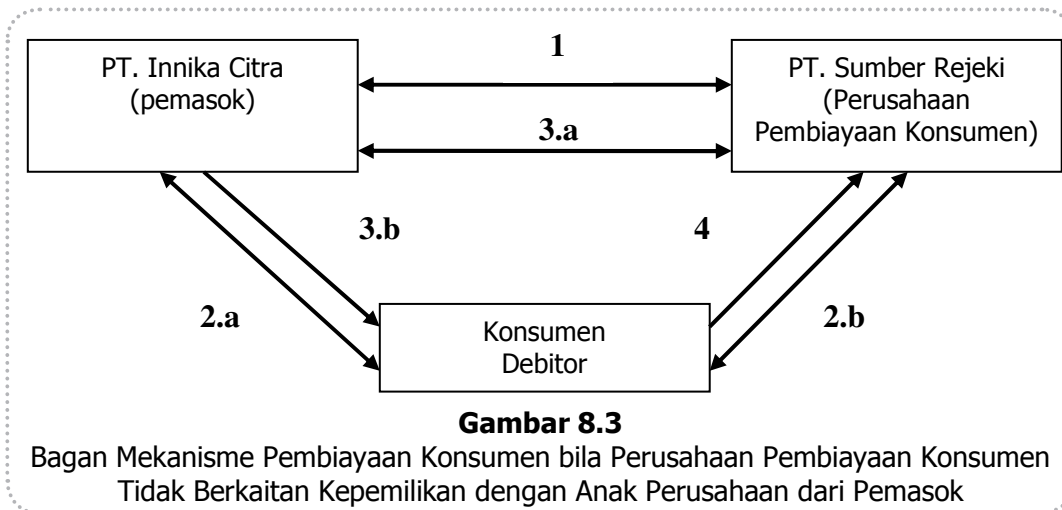 PT. Innika Citra
(pemasok)
1
PT. Sumber Rejeki
(Perusahaan
Pembiayaan Konsumen)
3.a
3.b
4
2.a
Konsumen
Debitor
2.b
Gambar 8.3
Bagan Mekanisme Pembiayaan Konsumen bila Perusahaan Pembiayaan Konsumen
Tidak Berkaitan Kepemilikan dengan Anak Perusahaan dari Pemasok